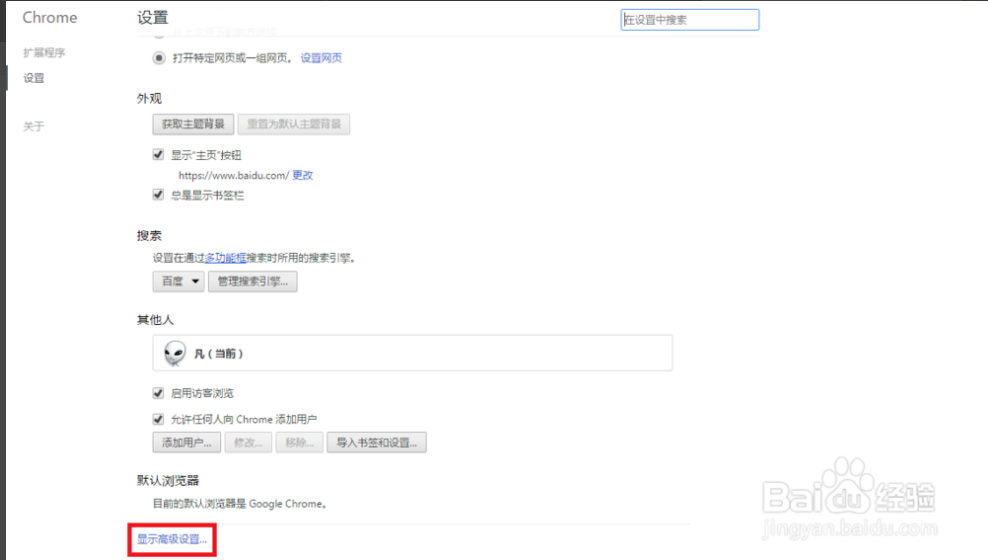 Chrome
设置
在设置中搜索
扩展程序
设置
关于
打开特定网页或一组网页。 设置网页
外观
获取主题背景 重置为默认主题背景
显示"主页"按钮
https://www.baidu.com/ 更改
总是显示书签栏
搜索
设置在通过多功能框搜索时所用的搜索引擎。
百度 管理搜索引擎...
其他人
凡 ( 当前 )
启用访客浏览
允许任何人向 Chrome 添加用户
添加用户... 修改... 移除... 导入书签和设置...
默认浏览器
目前的默认浏览器是 Google Chrome。
显示高级设置...
Baidu经验
jingyan.baidu.com